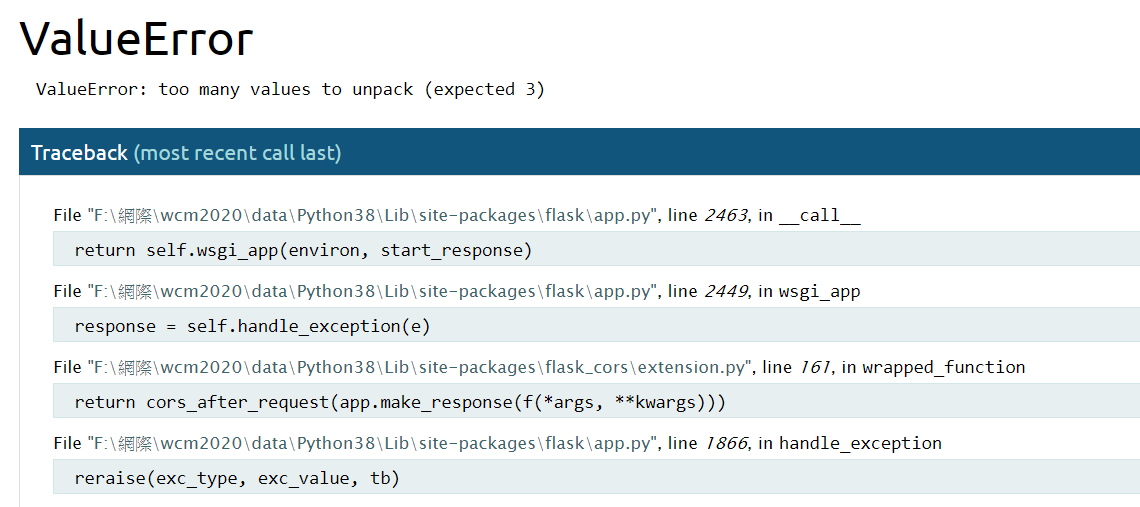 ValueError
ValueError: too many values to unpack (expected 3)
Traceback (most recent call last)
File "F:\網際\wcm2020\data\Python38\Lib\site-packages\flask\app.py", line 2463, in __call__
return self.wsgi_app(environ, start_response)
File "F:\網際\wcm2020\data\Python38\Lib\site-packages\flask\app.py", line 2449, in wsgi_app
response = self.handle_exception(e)
File "F:\網際\wcm2020\data\Python38\Lib\site-packages\flask_cors\extension.py", line 161, in wrapped_function
return cors_after_request(app.make_response(f(*args, **kwargs)))
File "F:\網際\wcm2020\data\Python38\Lib\site-packages\flask\app.py", line 1866, in handle_exception
reraise(exc_type, exc_value, tb)